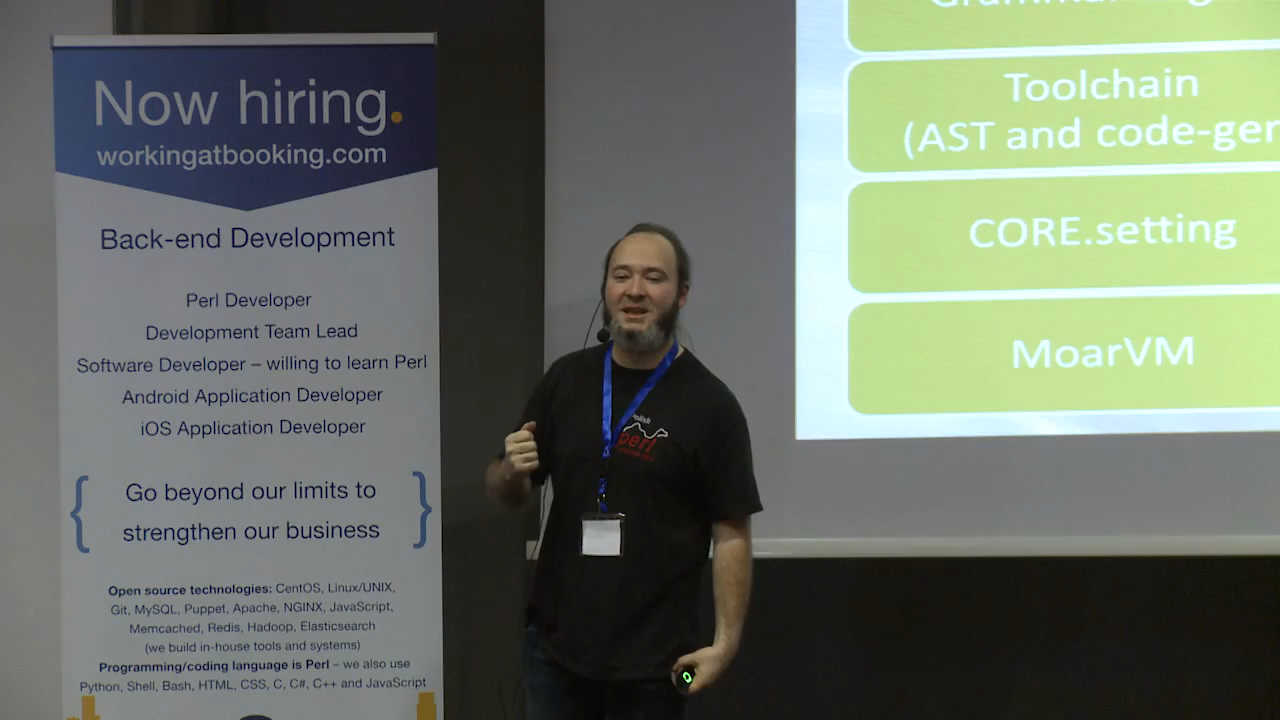 Now hiring.
workingatbooking.com
Back-end Development
Perl Developer
Development Team Lead
Software Developer – willing to learn Perl
Android Application Developer
iOS Application Developer
{ Go beyond our limits to
strengthen our business }
Open source technologies: CentOS, Linux/UNIX,
Git, MySQL, Puppet, Apache, NGINX, JavaScript,
Memcached, Redis, Hadoop, Elasticsearch
(we build in-house tools and systems)
Programming/coding language is Perl – we also use
Python, Shell, Bash, HTML, CSS, C, C#, C++ and JavaScript
perl
Toolchain
(AST and code-gen
CORE.setting
MoarVM